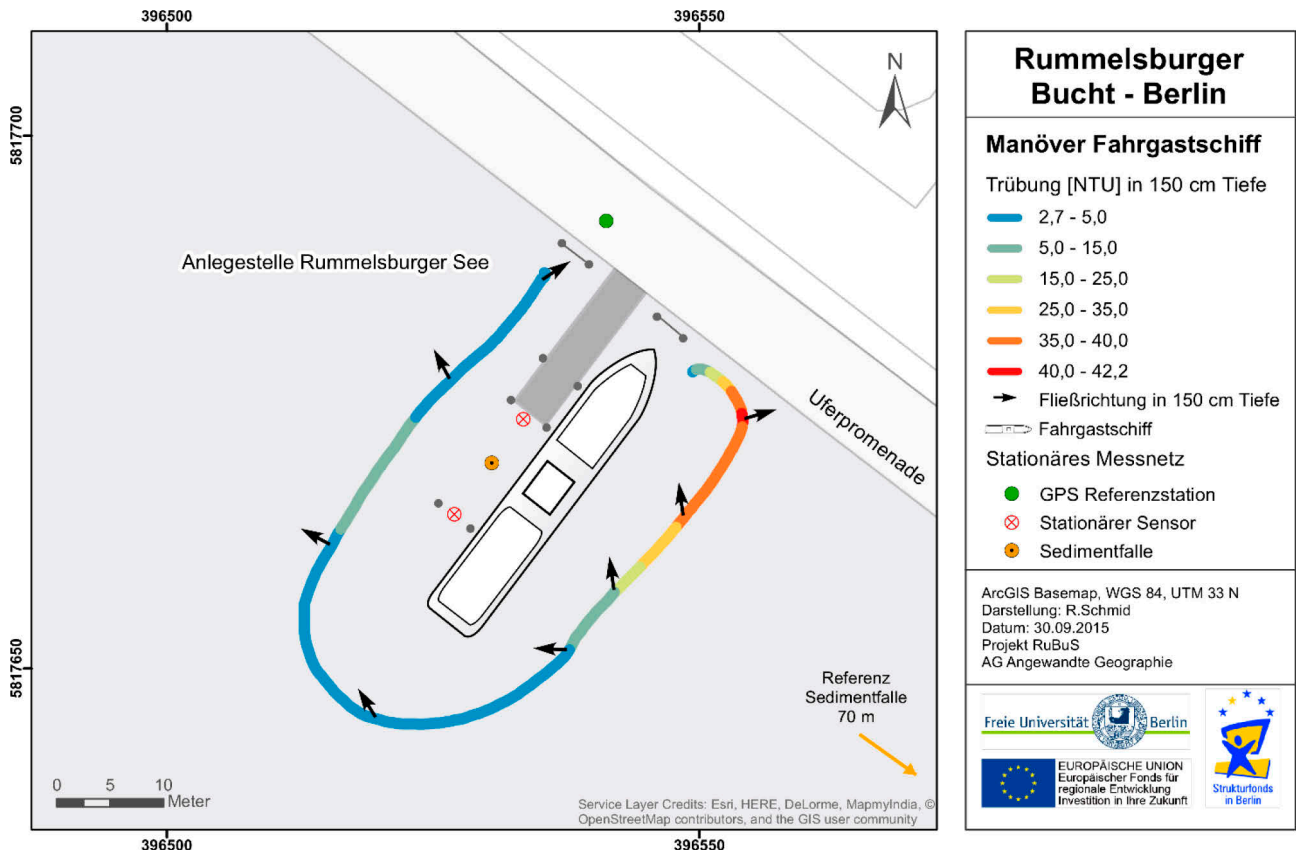 396500
396550
5817700
5817650
N
Anlegestelle Rummelsburger See
Uferpromenade
Referenz
Sedimentfalle
70 m
0
5
10
Meter
Service Layer Credits: Esri, HERE, DeLorme, MapmyIndia, ©
OpenStreetMap contributors, and the GIS user community
396500
396550
Rummelsburger
Bucht - Berlin
Manöver Fahrgastschiff
Trübung [NTU] in 150 cm Tiefe
2,7 - 5,0
5,0 - 15,0
15,0 - 25,0
25,0 - 35,0
35,0 - 40,0
40,0 - 42,2
Fließrichtung in 150 cm Tiefe
Fahrgastschiff
Stationäres Messnetz
GPS Referenzstation
Stationärer Sensor
Sedimentfalle
ArcGIS Basemap, WGS 84, UTM 33 N
Darstellung: R.Schmid
Datum: 30.09.2015
Projekt RuBuS
AG Angewandte Geographie
Freie Universität Berlin
EUROPÄISCHE UNION
Europäischer Fonds für
regionale Entwicklung
Investition in Ihre Zukunft
Strukturfonds
in Berlin